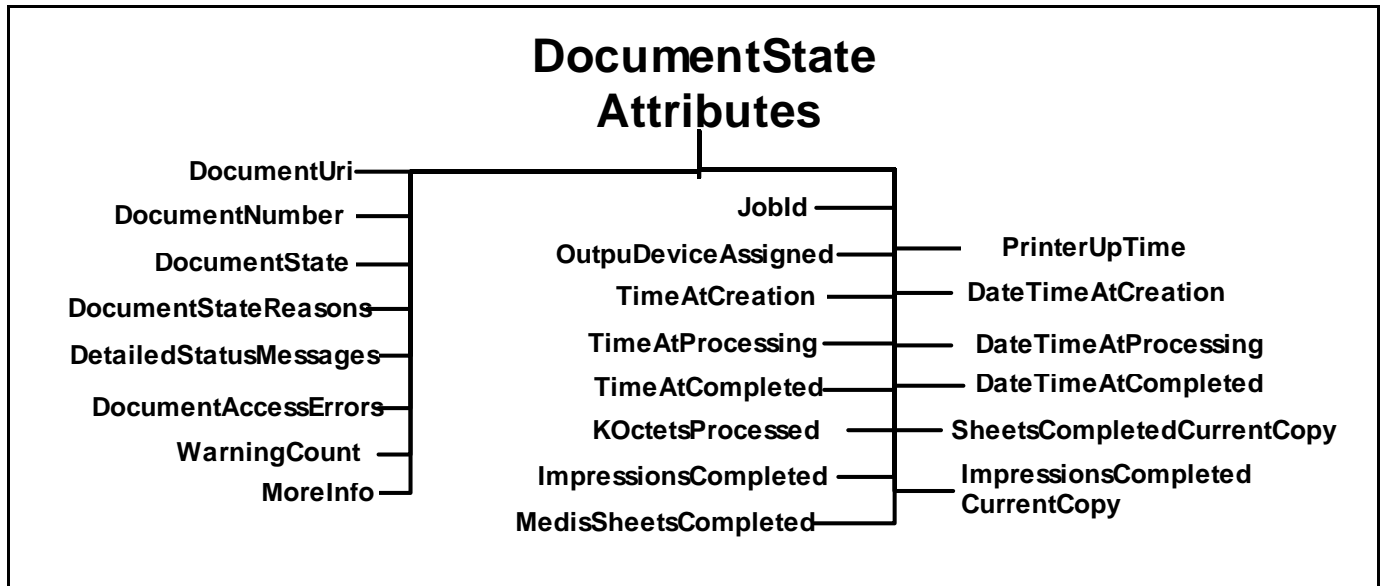 DocumentState
Attributes
DocumentUri
DocumentNumber
DocumentState
DocumentStateReasons
DetailedStatusMessages
DocumentAccessErrors
WarningCount
MoreInfo
JobId
OutpuDeviceAssigned
TimeAtCreation
TimeAtProcessing
TimeAtCompleted
KOctetsProcessed
ImpressionsCompleted
MedisSheetsCompleted
PrinterUpTime
DateTimeAtCreation
DateTimeAtProcessing
DateTimeAtCompleted
SheetsCompletedCurrentCopy
ImpressionsCompleted
CurrentCopy